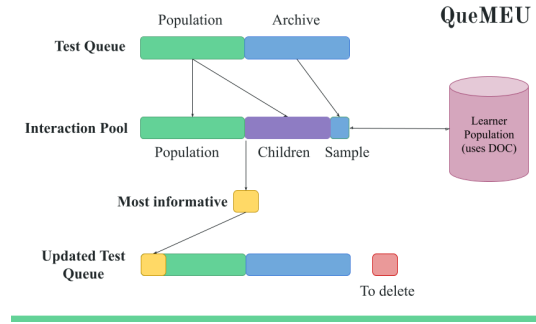 QueMEU
Population Archive
Test Queue
Interaction Pool
Population Children Sample
Learner
Population
(uses DOC)
Most informative
Updated Test
Queue
To delete